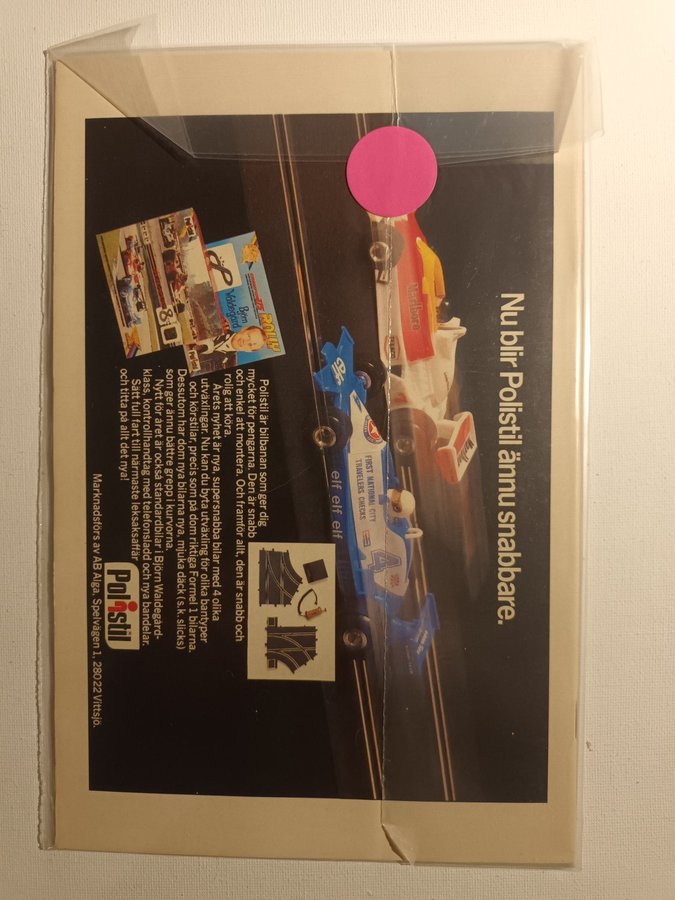 Nu blir Polistil ännu snabbare.
Marlboro
elf elf elf
FIRST NATIONAL CITY
TRAVELERS CHECKS
4
8
POLLY
Björn
Waldegård
Polistil är bilbanan som ger dig
mycket för pengarna. Den är snabb
och enkel att montera. Och framför allt, den är snabb och
rolig att köra.
Årets nyhet är nya, supersnabba bilar med 4 olika
utväxlingar. Nu kan du byta utväxling för olika bantyper
och körstilar, precis som på dom riktiga Formel 1 bilarna.
Dessutom har dom nya bilarna nya, mjuka däck (s.k. slicks)
som ger ännu bättre grepp i kurvorna.
Nytt för året är också standardbilar i Björn Waldegård-
klass, kontrollhandtag med telefonsladd och nya bandelar.
Sätt full fart till närmaste leksaksaffär
och titta på allt det nya!
Polistil
Marknadsförs av AB Alga, Spelvägen 1, 280 22 Vittsjö.